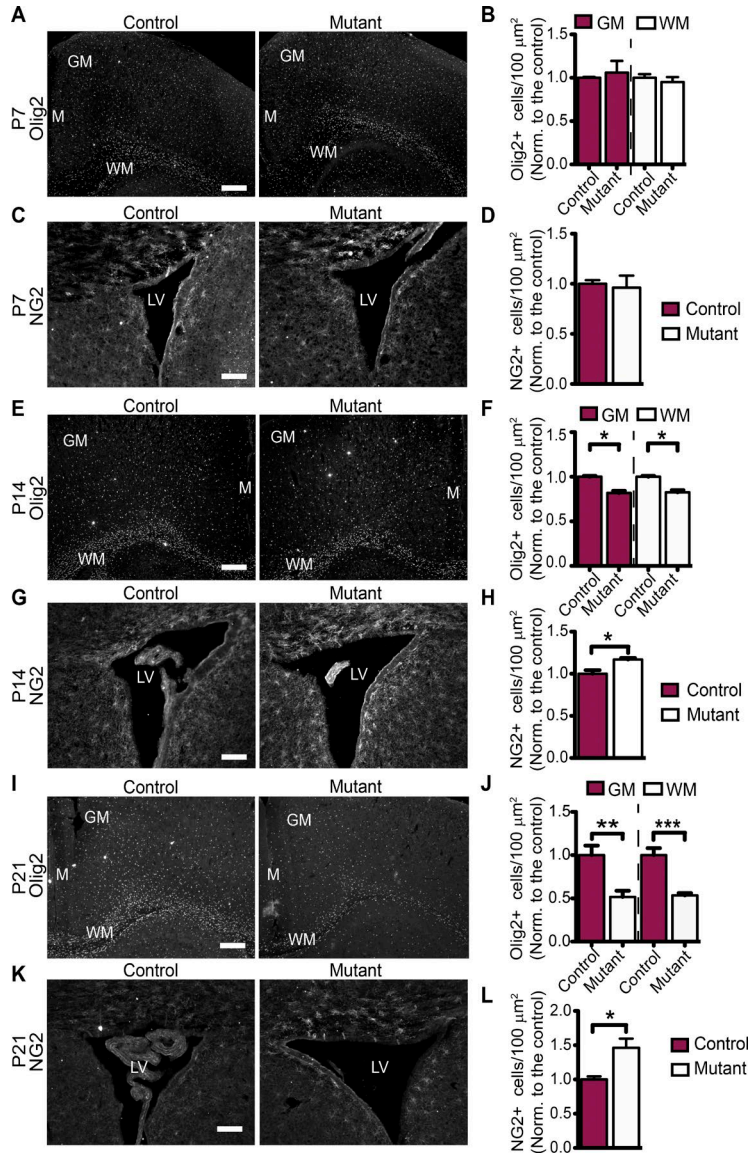 A Control Mutant
P7
Olig2
GM GM
M
WM WM
B GM WM
Olig2+ cells/100 µm²
(Norm. to the control)
1.5
1.0
0.5
0.0
Control Mutant Control Mutant
C Control Mutant
P7
NG2
LV LV
D
NG2+ cells/100 µm²
(Norm. to the control)
1.5
1.0
0.5
0.0
Control
Mutant
E Control Mutant
P14
Olig2
GM GM
M M
WM WM
F GM WM
Olig2+ cells/100 µm²
(Norm. to the control)
1.5
1.0
0.5
0.0
* *
Control Mutant Control Mutant
G Control Mutant
P14
NG2
LV LV
H
NG2+ cells/100 µm²
(Norm. to the control)
1.5
1.0
0.5
0.0
*
Control
Mutant
I Control Mutant
P21
Olig2
GM GM
M M
WM WM
J GM WM
Olig2+ cells/100 µm²
(Norm. to the control)
1.5
1.0
0.5
0.0
** ***
Control Mutant Control Mutant
K Control Mutant
P21
NG2
LV LV
L
NG2+ cells/100 µm²
(Norm. to the control)
2.0
1.5
1.0
0.5
0.0
*
Control
Mutant